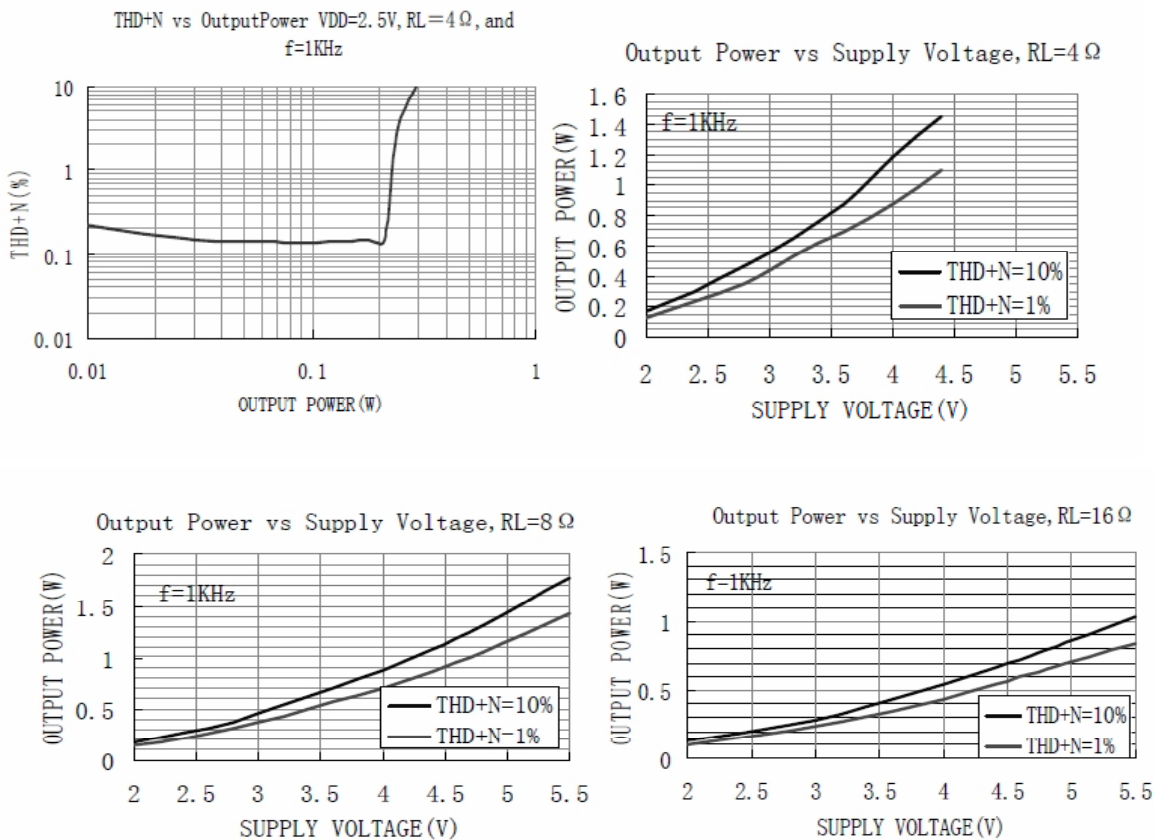 THD+N vs OutputPower VDD=2.5V, RL=4Ω, and
f=1KHz
10
1
0.1
0.01
THD+N(%)
0.01 0.1 1
OUTPUT POWER(W)
Output Power vs Supply Voltage, RL=4Ω
f=1KHz
1.6
1.4
1.2
1
0.8
0.6
0.4
0.2
0
OUTPUT POWER(W)
THD+N=10%
THD+N=1%
2 2.5 3 3.5 4 4.5 5 5.5
SUPPLY VOLTAGE(V)
Output Power vs Supply Voltage, RL=8Ω
f=1KHz
2
1.5
1
0.5
0
OUTPUT POWER(W)
THD+N=10%
THD+N-1%
2 2.5 3 3.5 4 4.5 5 5.5
SUPPLY VOLTAGE(V)
Output Power vs Supply Voltage, RL=16Ω
f-1KHz
1.5
1
0.5
0
OUTPUT POWER(W)
THD+N=10%
THD+N=1%
2 2.5 3 3.5 4 4.5 5 5.5
SUPPLY VOLTAGE(V)